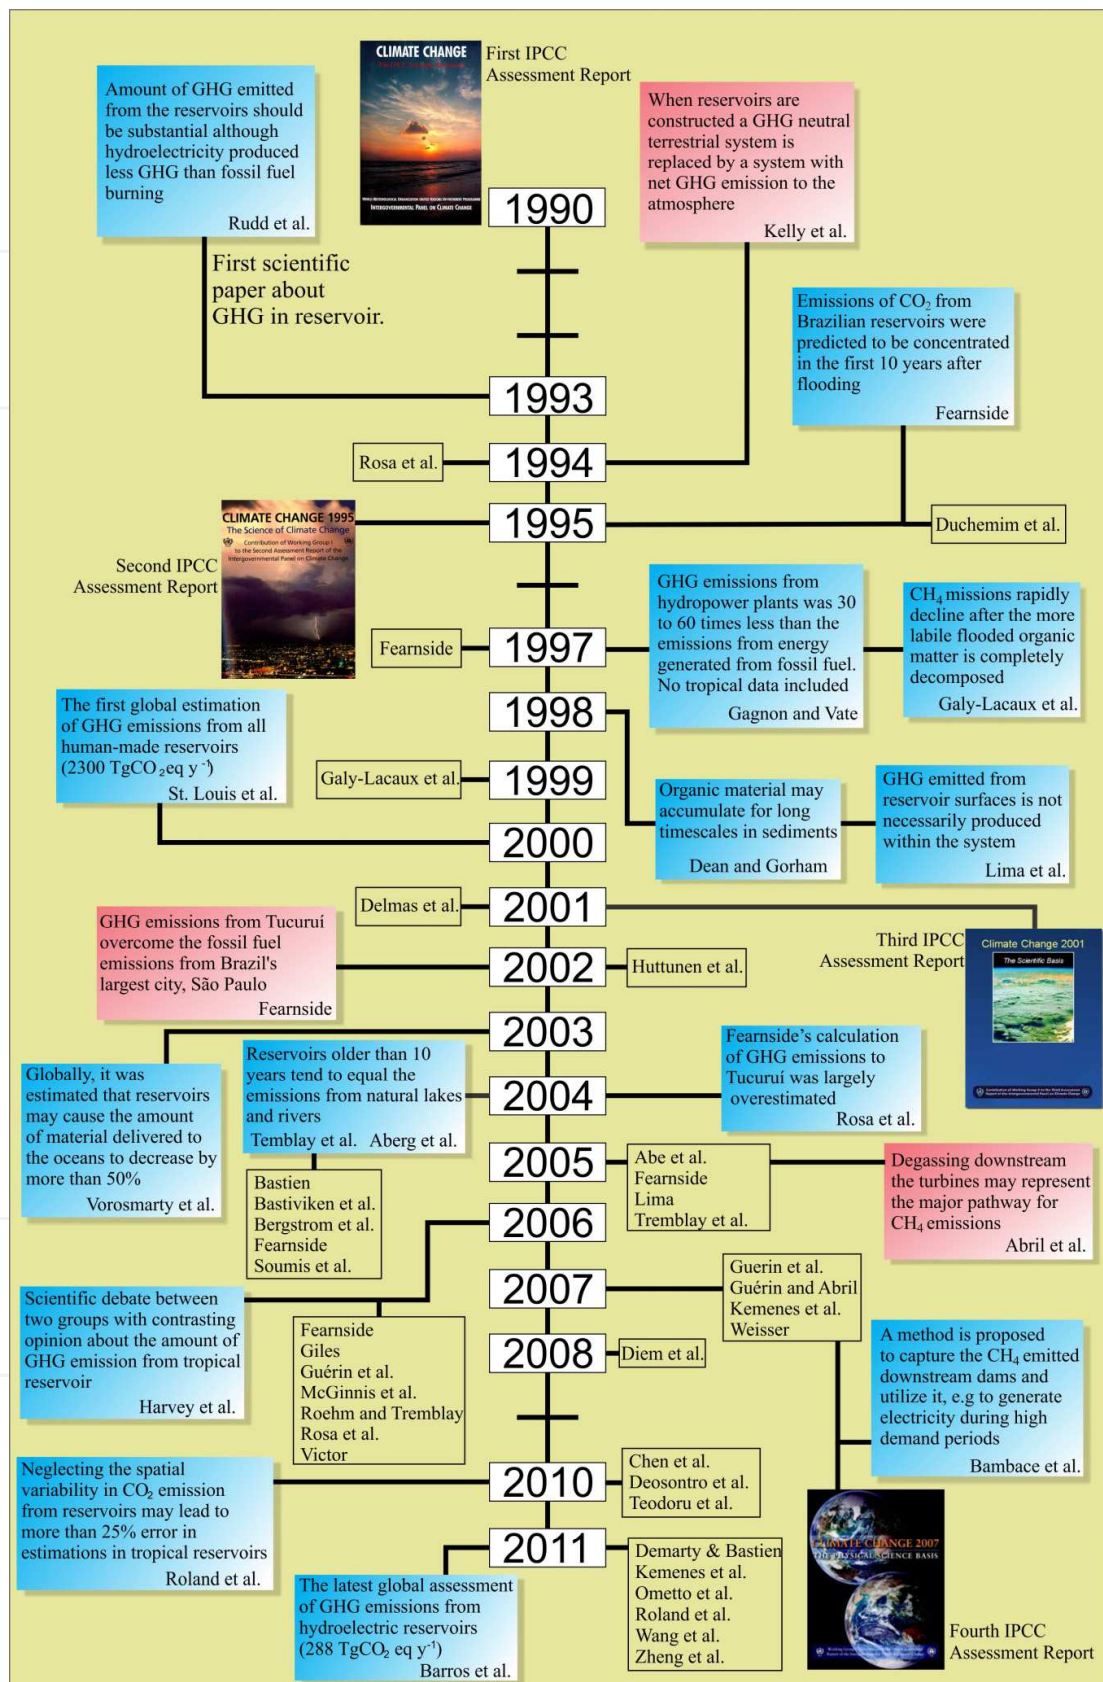 CLIMATE CHANGE
INTERGOVERNMENTAL PANEL ON CLIMATE CHANGE
First IPCC
Assessment Report
Amount of GHG emitted
from the reservoirs should
be substantial although
hydroelectricity produced
less GHG than fossil fuel
burning
Rudd et al.
When reservoirs are
constructed a GHG neutral
terrestrial system is
replaced by a system with
net GHG emission to the
atmosphere
Kelly et al.
1990
First scientific
paper about
GHG in reservoir.
Emissions of CO₂ from
Brazilian reservoirs were
predicted to be concentrated
in the first 10 years after
flooding
Fearnside
1993
Rosa et al.
1994
CLIMATE CHANGE 1995
The Science of Climate Change
Contribution of Working Group I
to the Second Assessment Report of the
Intergovernmental Panel on Climate Change
Second IPCC
Assessment Report
1995
Duchemim et al.
GHG emissions from
hydropower plants was 30
to 60 times less than the
emissions from energy
generated from fossil fuel.
No tropical data included
Gagnon and Vate
CH₄ missions rapidly
decline after the more
labile flooded organic
matter is completely
decomposed
Galy-Lacaux et al.
Fearnside
1997
The first global estimation
of GHG emissions from all
human-made reservoirs
(2300 TgCO₂eq y⁻¹)
St. Louis et al.
1998
Galy-Lacaux et al.
1999
Organic material may
accumulate for long
timescales in sediments
Dean and Gorham
GHG emitted from
reservoir surfaces is not
necessarily produced
within the system
Lima et al.
2000
Delmas et al.
2001
Third IPCC
Assessment Report
Climate Change 2001
The Scientific Basis
GHG emissions from Tucuruí
overcome the fossil fuel
emissions from Brazil's
largest city, São Paulo
Fearnside
2002
Huttunen et al.
2003
Globally, it was
estimated that reservoirs
may cause the amount
of material delivered to
the oceans to decrease by
more than 50%
Vorosmarty et al.
Reservoirs older than 10
years tend to equal the
emissions from natural lakes
and rivers
Temblay et al. Aberg et al.
2004
Fearnside’s calculation
of GHG emissions to
Tucuruí was largely
overestimated
Rosa et al.
Bastien
Bastiviken et al.
Bergstrom et al.
Fearnside
Soumis et al.
2005
Abe et al.
Fearnside
Lima
Tremblay et al.
Degassing downstream
the turbines may represent
the major pathway for
CH₄ emissions
Abril et al.
2006
Scientific debate between
two groups with contrasting
opinion about the amount of
GHG emission from tropical
reservoir
Harvey et al.
Fearnside
Giles
Guérin et al.
McGinnis et al.
Roehm and Tremblay
Rosa et al.
Victor
2007
Guerin et al.
Guérin and Abril
Kemenes et al.
Weisser
2008
Diem et al.
A method is proposed
to capture the CH₄ emitted
downstream dams and
utilize it, e.g to generate
electricity during high
demand periods
Bambace et al.
Neglecting the spatial
variability in CO₂ emission
from reservoirs may lead to
more than 25% error in
estimations in tropical reservoirs
Roland et al.
2010
Chen et al.
Deosontro et al.
Teodoru et al.
2011
The latest global assessment
of GHG emissions from
hydroelectric reservoirs
(288 TgCO₂ eq y⁻¹)
Barros et al.
Demarty & Bastien
Kemenes et al.
Ometto et al.
Roland et al.
Wang et al.
Zheng et al.
CLIMATE CHANGE 2007
THE PHYSICAL SCIENCE BASIS
Fourth IPCC
Assessment Report